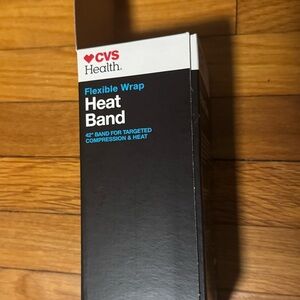 CVS
Health.
Flexible Wrap
Heat
Band
42" BAND FOR TARGETED
COMPRESSION & HEAT